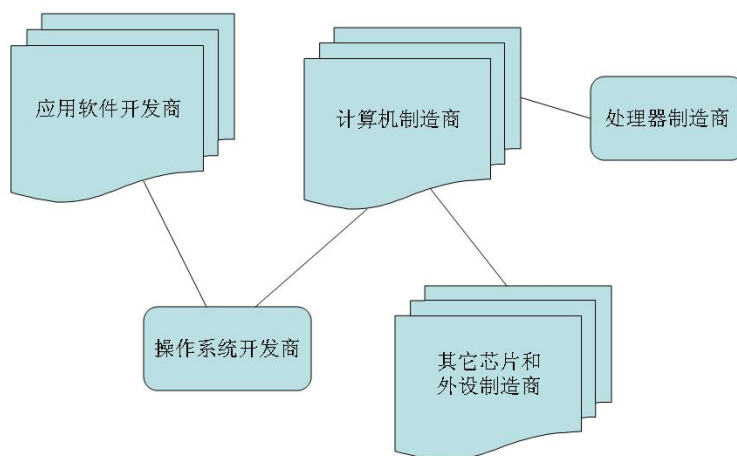 应用软件开发商
计算机制造商
处理器制造商
操作系统开发商
其它芯片和
外设制造商